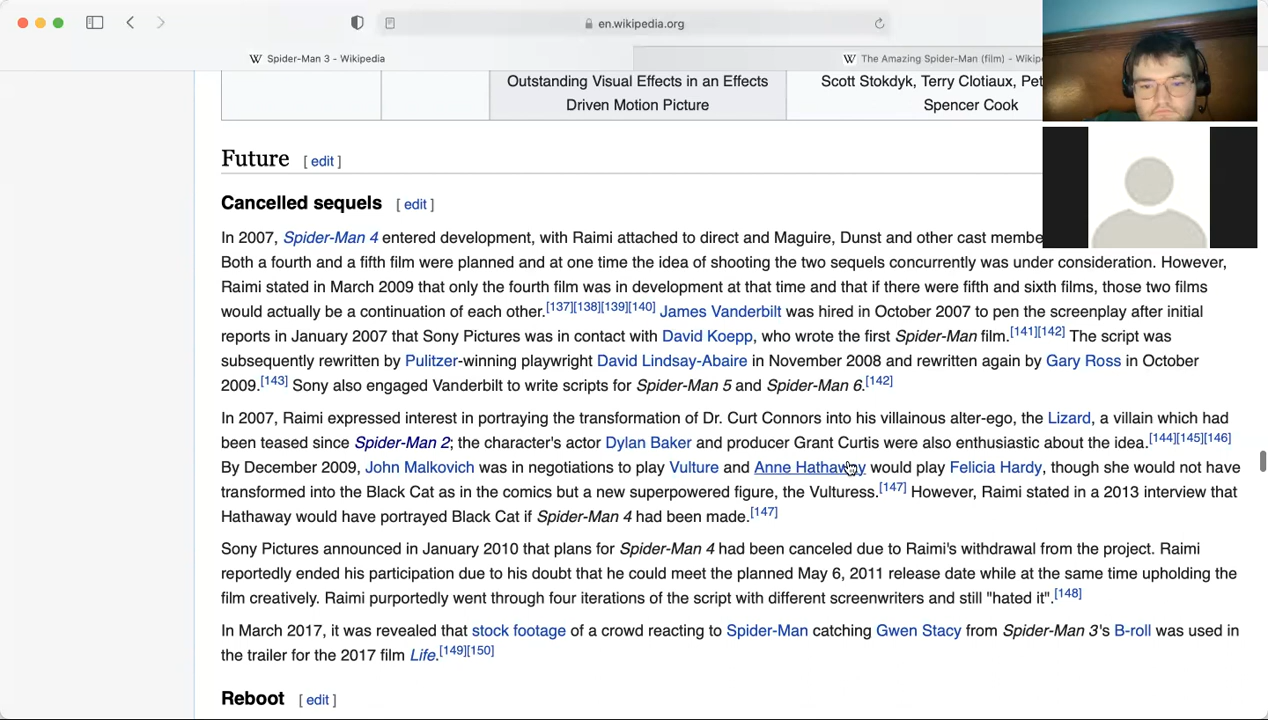 en.wikipedia.org
W Spider-Man 3 - Wikipedia
W The Amazing Spider-Man (film) - Wikipe
Outstanding Visual Effects in an Effects
Driven Motion Picture
Scott Stokdyk, Terry Clotiaux, Pet
Spencer Cook
Future [ edit ]
Cancelled sequels [ edit ]
In 2007, Spider-Man 4 entered development, with Raimi attached to direct and Maguire, Dunst and other cast membe
Both a fourth and a fifth film were planned and at one time the idea of shooting the two sequels concurrently was under consideration. However,
Raimi stated in March 2009 that only the fourth film was in development at that time and that if there were fifth and sixth films, those two films
would actually be a continuation of each other.[137][138][139][140] James Vanderbilt was hired in October 2007 to pen the screenplay after initial
reports in January 2007 that Sony Pictures was in contact with David Koepp, who wrote the first Spider-Man film.[141][142] The script was
subsequently rewritten by Pulitzer-winning playwright David Lindsay-Abaire in November 2008 and rewritten again by Gary Ross in October
2009.[143] Sony also engaged Vanderbilt to write scripts for Spider-Man 5 and Spider-Man 6.[142]
In 2007, Raimi expressed interest in portraying the transformation of Dr. Curt Connors into his villainous alter-ego, the Lizard, a villain which had
been teased since Spider-Man 2; the character's actor Dylan Baker and producer Grant Curtis were also enthusiastic about the idea.[144][145][146]
By December 2009, John Malkovich was in negotiations to play Vulture and Anne Hathaway would play Felicia Hardy, though she would not have
transformed into the Black Cat as in the comics but a new superpowered figure, the Vulturess.[147] However, Raimi stated in a 2013 interview that
Hathaway would have portrayed Black Cat if Spider-Man 4 had been made.[147]
Sony Pictures announced in January 2010 that plans for Spider-Man 4 had been canceled due to Raimi's withdrawal from the project. Raimi
reportedly ended his participation due to his doubt that he could meet the planned May 6, 2011 release date while at the same time upholding the
film creatively. Raimi purportedly went through four iterations of the script with different screenwriters and still "hated it".[148]
In March 2017, it was revealed that stock footage of a crowd reacting to Spider-Man catching Gwen Stacy from Spider-Man 3's B-roll was used in
the trailer for the 2017 film Life.[149][150]
Reboot [ edit ]